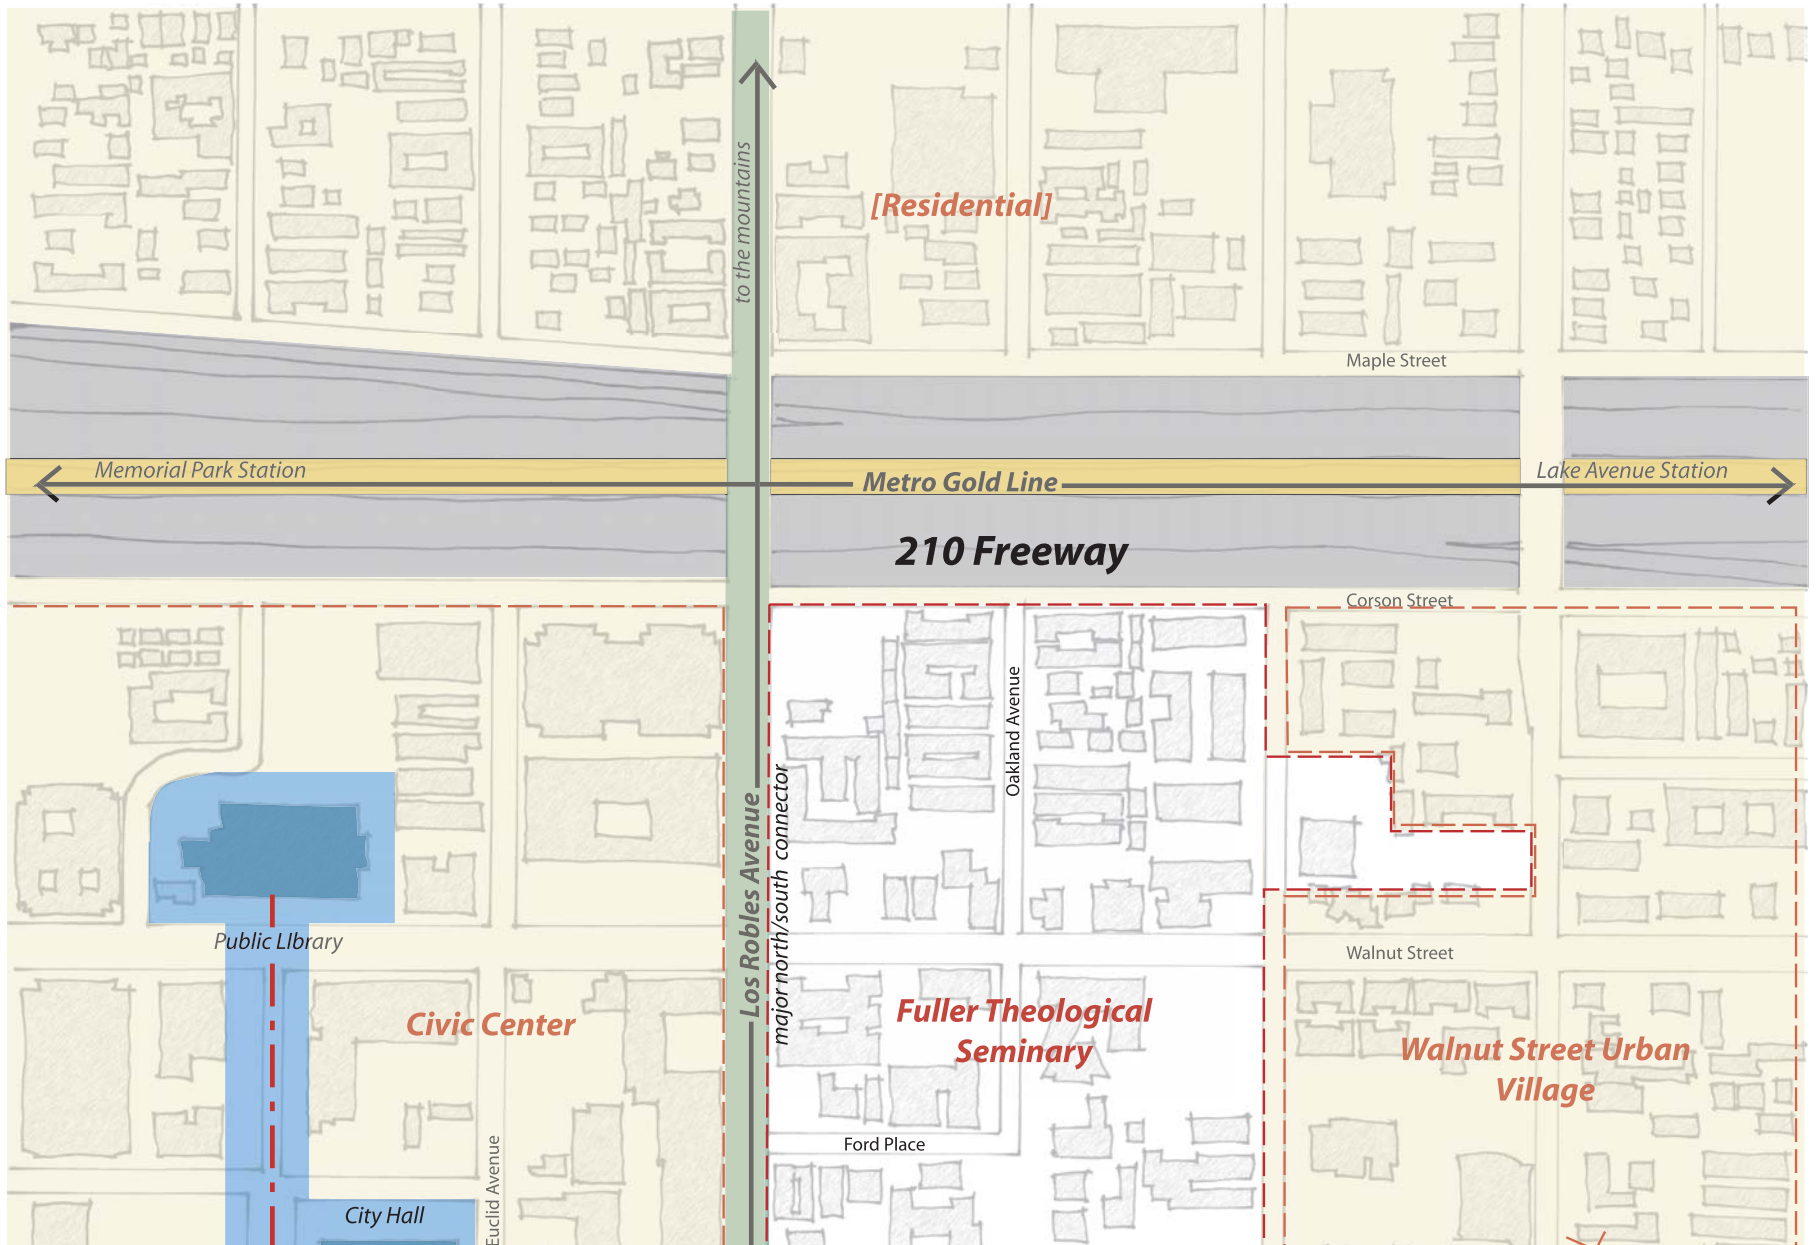 to the mountains
[Residential]
Maple Street
Memorial Park Station
Metro Gold Line
Lake Avenue Station
210 Freeway
Corson Street
Oakland Avenue
Los Robles Avenue
major north/south connector
Public LIbrary
Walnut Street
Civic Center
Fuller Theological
Seminary
Walnut Street Urban
Village
Ford Place
Euclid Avenue
City Hall